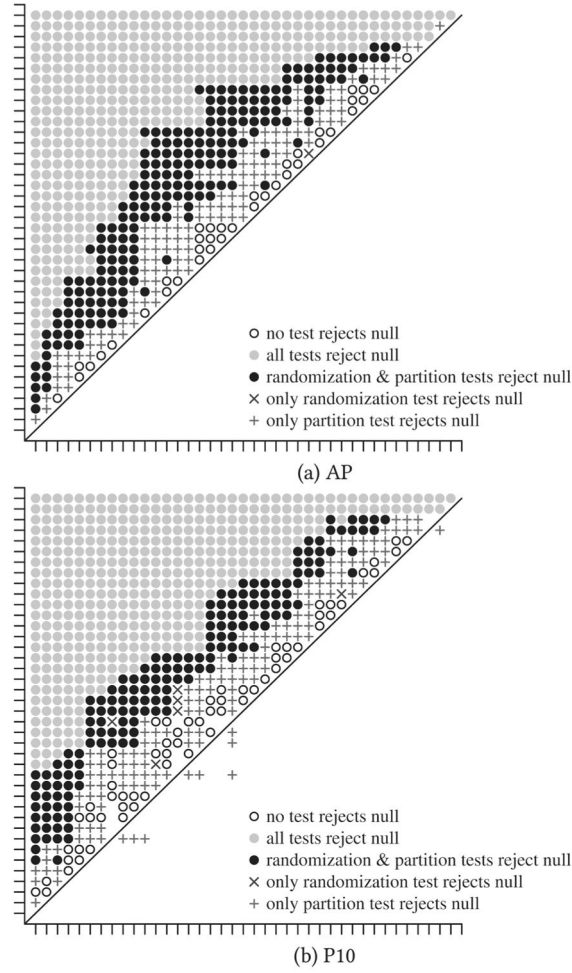 no test rejects null
all tests reject null
randomization & partition tests reject null
only randomization test rejects null
only partition test rejects null
(a) AP
no test rejects null
all tests reject null
randomization & partition tests reject null
only randomization test rejects null
only partition test rejects null
(b) P10